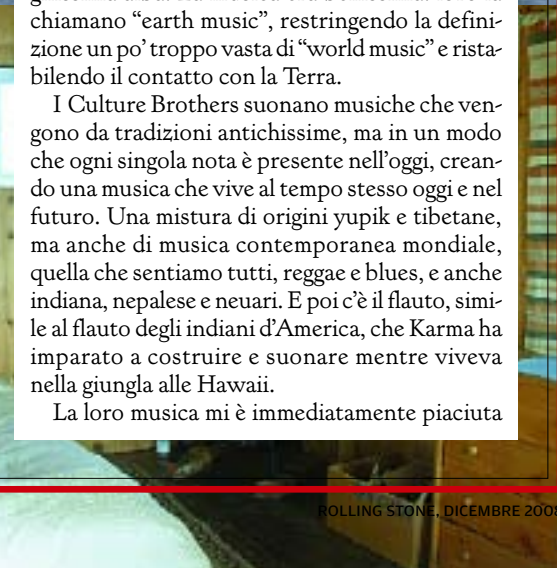 chiamano “earth music”, restringendo la defini-
zione un po’ troppo vasta di “world music” e rista-
bilendo il contatto con la Terra.
I Culture Brothers suonano musiche che ven-
gono da tradizioni antichissime, ma in un modo
che ogni singola nota è presente nell’oggi, crean-
do una musica che vive al tempo stesso oggi e nel
futuro. Una mistura di origini yupik e tibetane,
ma anche di musica contemporanea mondiale,
quella che sentiamo tutti, reggae e blues, e anche
indiana, nepalese e neuari. E poi c’è il flauto, simi-
le al flauto degli indiani d’America, che Karma ha
imparato a costruire e suonare mentre viveva
nella giungla alle Hawaii.
La loro musica mi è immediatamente piaciuta
ROLLING STONE, DICEMBRE 2008